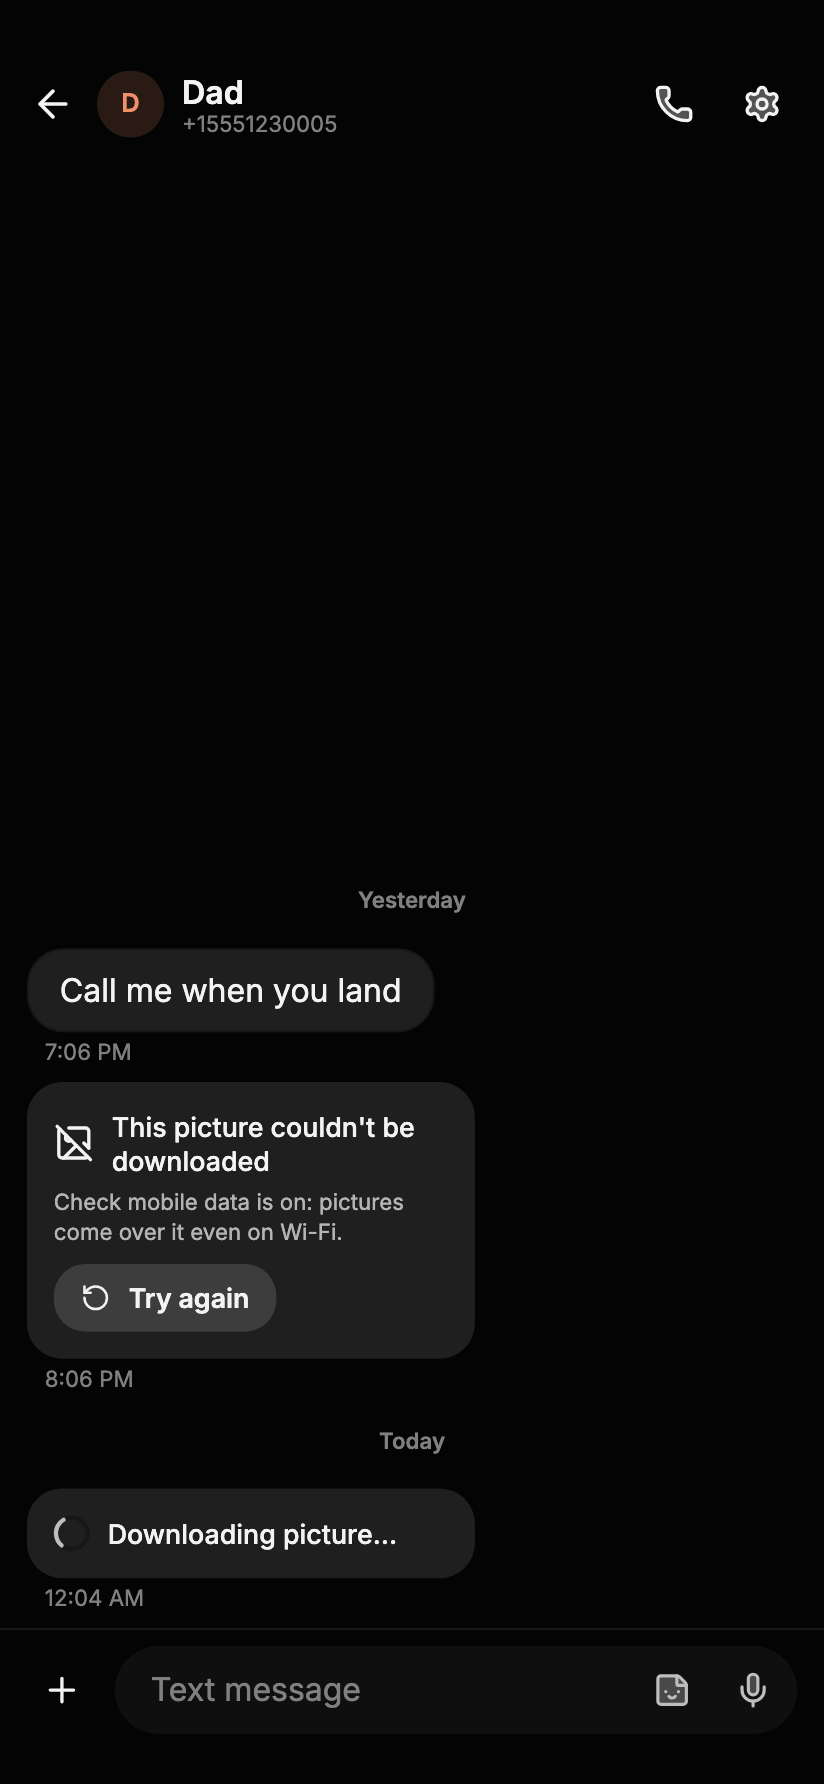 D
Dad
+15551230005
Yesterday
Call me when you land
7:06 PM
This picture couldn't be
downloaded
Check mobile data is on: pictures
come over it even on Wi-Fi.
Try again
8:06 PM
Today
Downloading picture...
12:04 AM
Text message